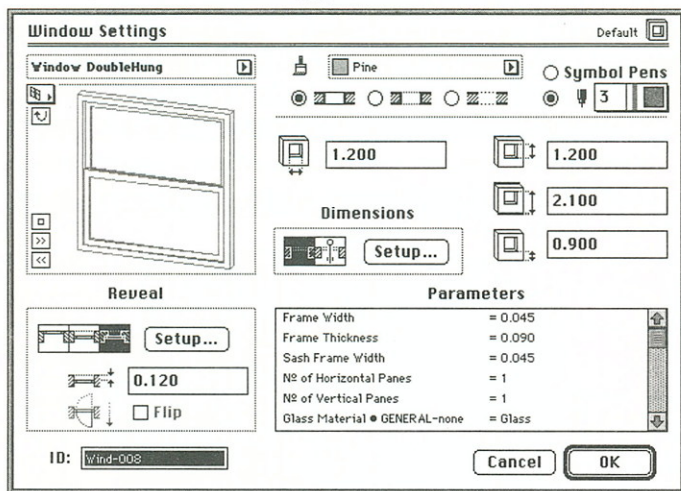 Window Settings
Default
Window DoubleHung
Pine
Symbol Pens
3
1.200
1.200
2.100
0.900
Dimensions
Setup...
Reveal
Setup...
0.120
Flip
Parameters
Frame Width = 0.045
Frame Thickness = 0.090
Sash Frame Width = 0.045
Nº of Horizontal Panes = 1
Nº of Vertical Panes = 1
Glass Material ● GENERAL-none = Glass
ID: Wind-008
Cancel
OK